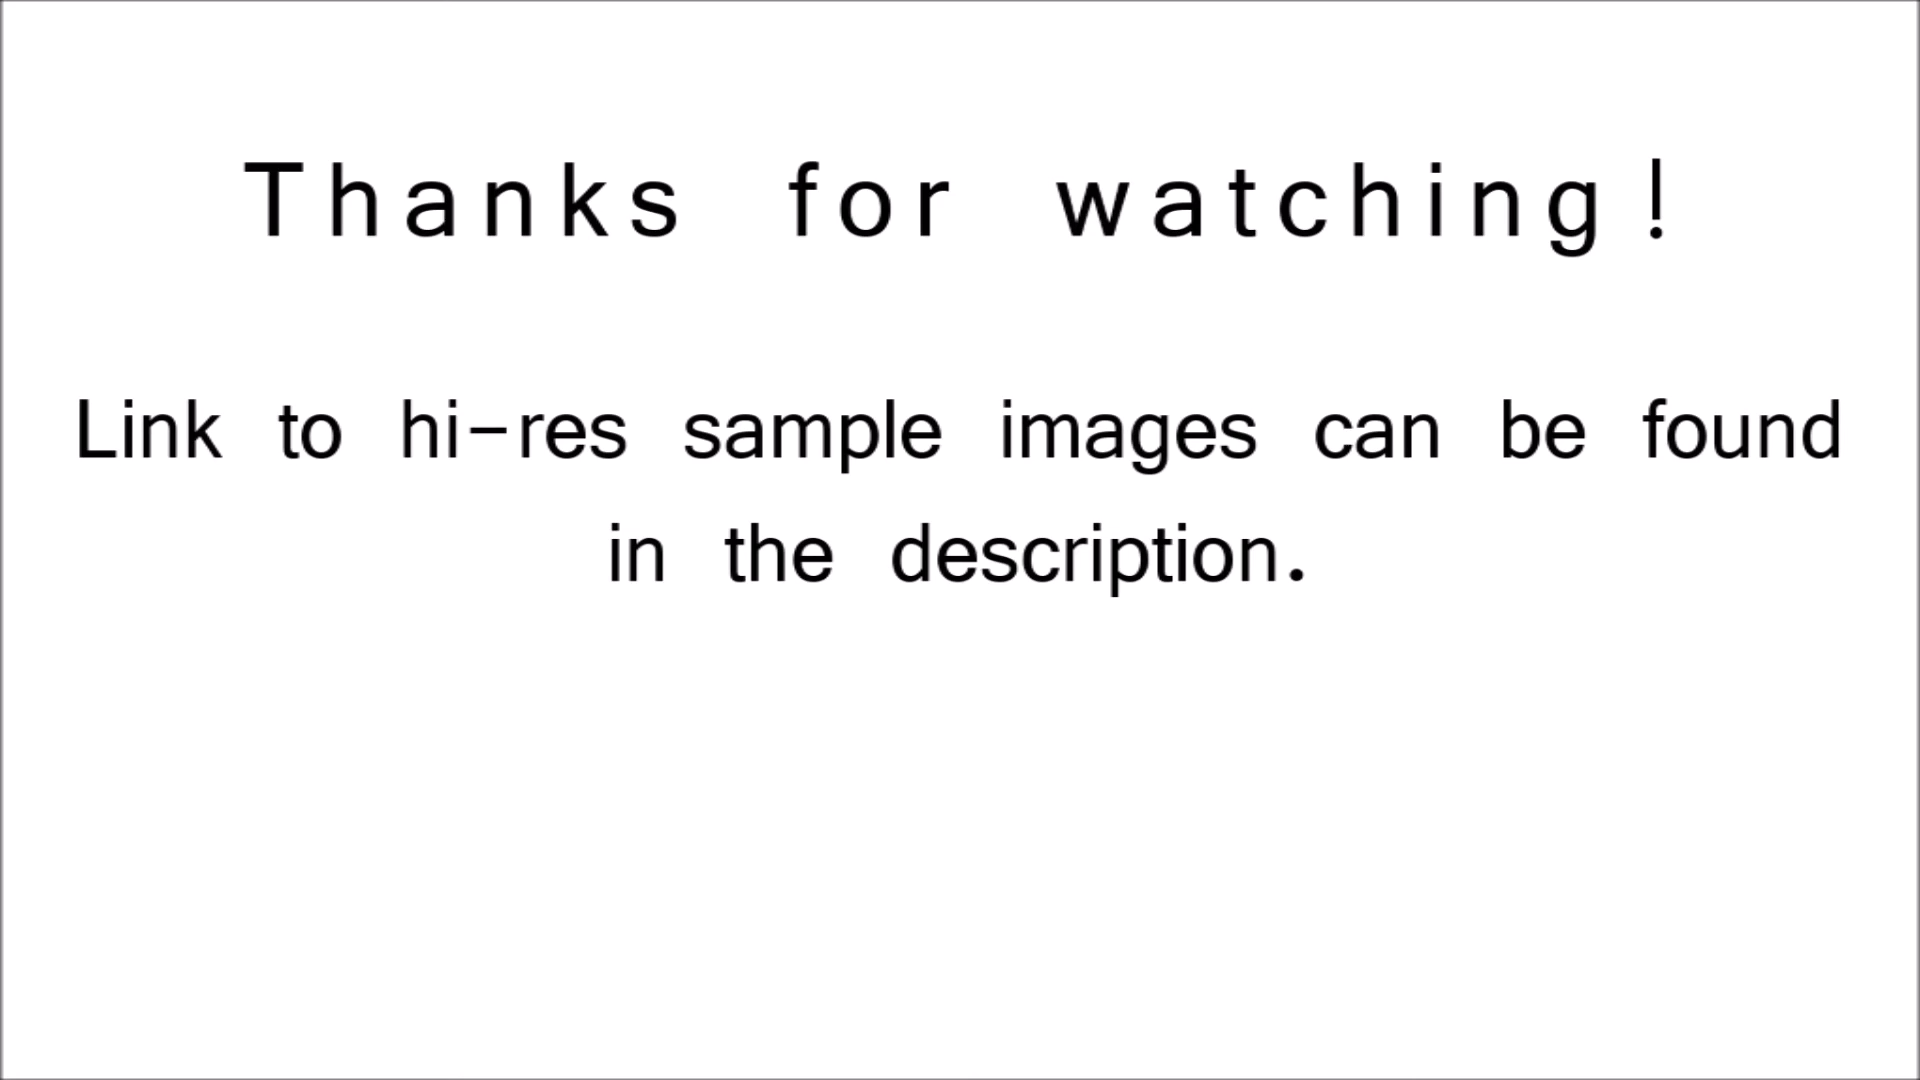 Thanks for watching!
Link to hi-res sample images can be found
in the description.